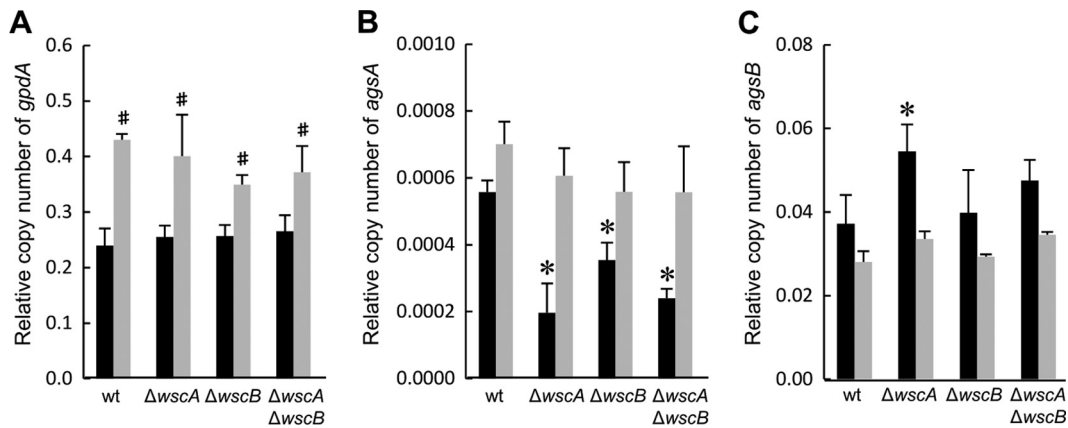 A
Relative copy number of gpdA
0.6
0.5
0.4
0.3
0.2
0.1
0.0
#
#
#
#
wt
ΔwscA
ΔwscB
ΔwscA
ΔwscB
B
Relative copy number of agsA
0.0010
0.0008
0.0006
0.0004
0.0002
0.0000
*
*
*
wt
ΔwscA
ΔwscB
ΔwscA
ΔwscB
C
Relative copy number of agsB
0.08
0.06
0.04
0.02
0.00
*
wt
ΔwscA
ΔwscB
ΔwscA
ΔwscB